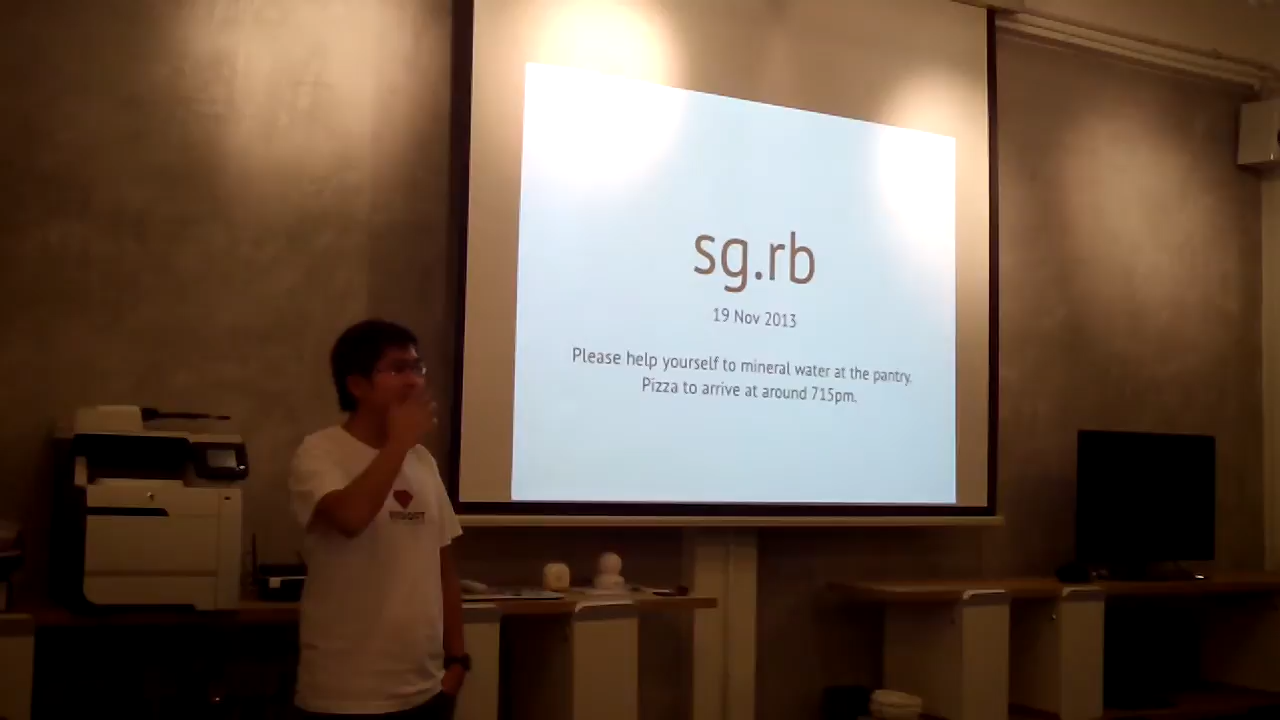 sg.rb
19 Nov 2013
Please help yourself to mineral water at the pantry.
Pizza to arrive at around 715pm.